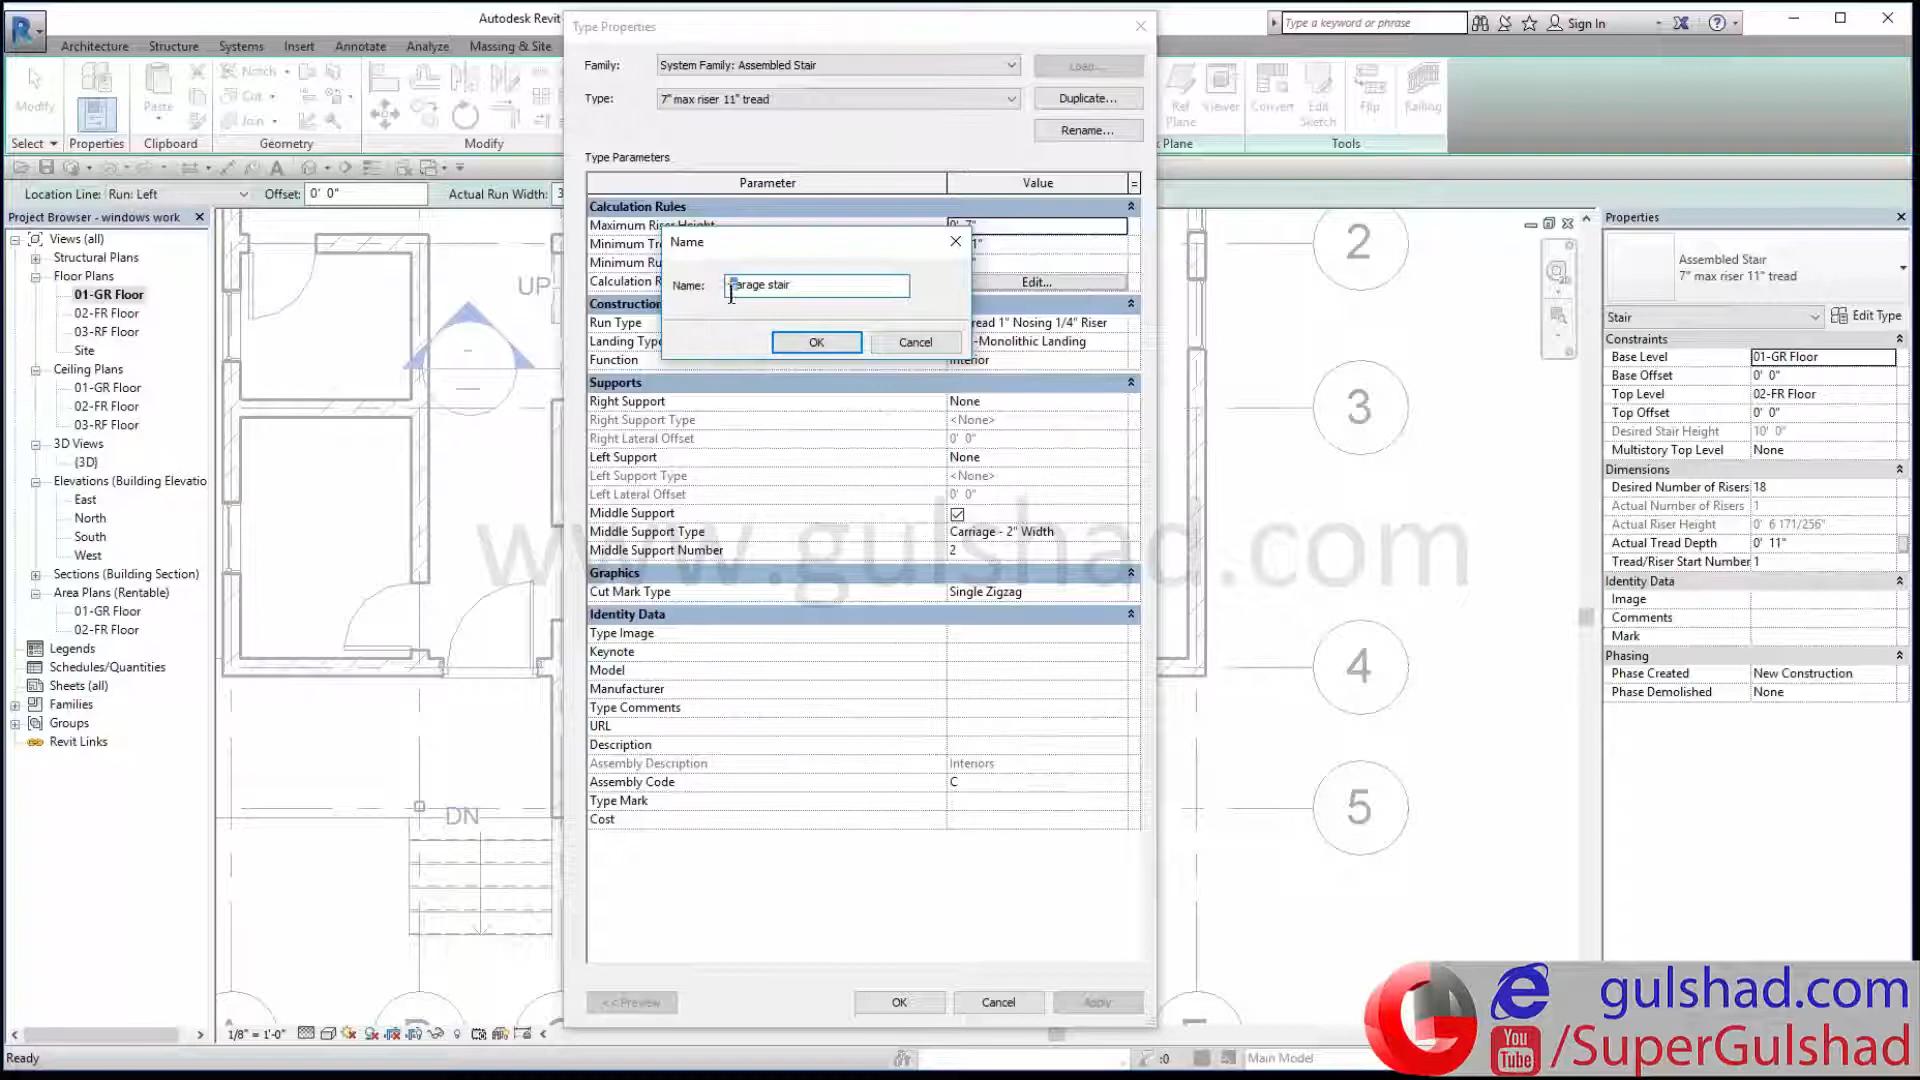 Autodesk Revit
Type Properties
Type a keyword or phrase
Sign In
Architecture Structure Systems Insert Annotate Analyze Massing & Site
Family: System Family: Assembled Stair Load...
Type: 7" max riser 11" tread Duplicate...
Rename...
Modify Paste Notch Cut Join
Ref Plane Viewer Convert Edit Sketch Flip Railing
Select Properties Clipboard Geometry Modify Plane Tools
Type Parameters
Location Line: Run: Left Offset: 0' 0" Actual Run Width: 3
Parameter Value =
Project Browser - windows work
Views (all)
Structural Plans
Floor Plans
01-GR Floor
02-FR Floor
03-RF Floor
Site
Ceiling Plans
01-GR Floor
02-FR Floor
03-RF Floor
3D Views
{3D}
Elevations (Building Elevatio
East
North
South
West
Sections (Building Section)
Area Plans (Rentable)
01-GR Floor
02-FR Floor
Legends
Schedules/Quantities
Sheets (all)
Families
Groups
Revit Links
UP
DN
Calculation Rules
Maximum Riser Height 0' 7"
Minimum Tr 1"
Minimum Ru
Calculation R Edit...
Name
Name: arage stair
OK Cancel
Construction
Run Type read 1" Nosing 1/4" Riser
Landing Type -Monolithic Landing
Function Interior
Supports
Right Support None
Right Support Type <None>
Right Lateral Offset 0' 0"
Left Support None
Left Support Type <None>
Left Lateral Offset 0' 0"
Middle Support
Middle Support Type Carriage - 2" Width
Middle Support Number 2
Graphics
Cut Mark Type Single Zigzag
Identity Data
Type Image
Keynote
Model
Manufacturer
Type Comments
URL
Description
Assembly Description Interiors
Assembly Code C
Type Mark
Cost
<< Preview OK Cancel Apply
2
3
4
5
www.gulshad.com
Properties
Assembled Stair
7" max riser 11" tread
Stair Edit Type
Constraints
Base Level 01-GR Floor
Base Offset 0' 0"
Top Level 02-FR Floor
Top Offset 0' 0"
Desired Stair Height 10' 0"
Multistory Top Level None
Dimensions
Desired Number of Risers 18
Actual Number of Risers 1
Actual Riser Height 0' 6 171/256"
Actual Tread Depth 0' 11"
Tread/Riser Start Number 1
Identity Data
Image
Comments
Mark
Phasing
Phase Created New Construction
Phase Demolished None
1/8" = 1'-0"
Ready :0 Main Model
gulshad.com
You Tube /SuperGulshad